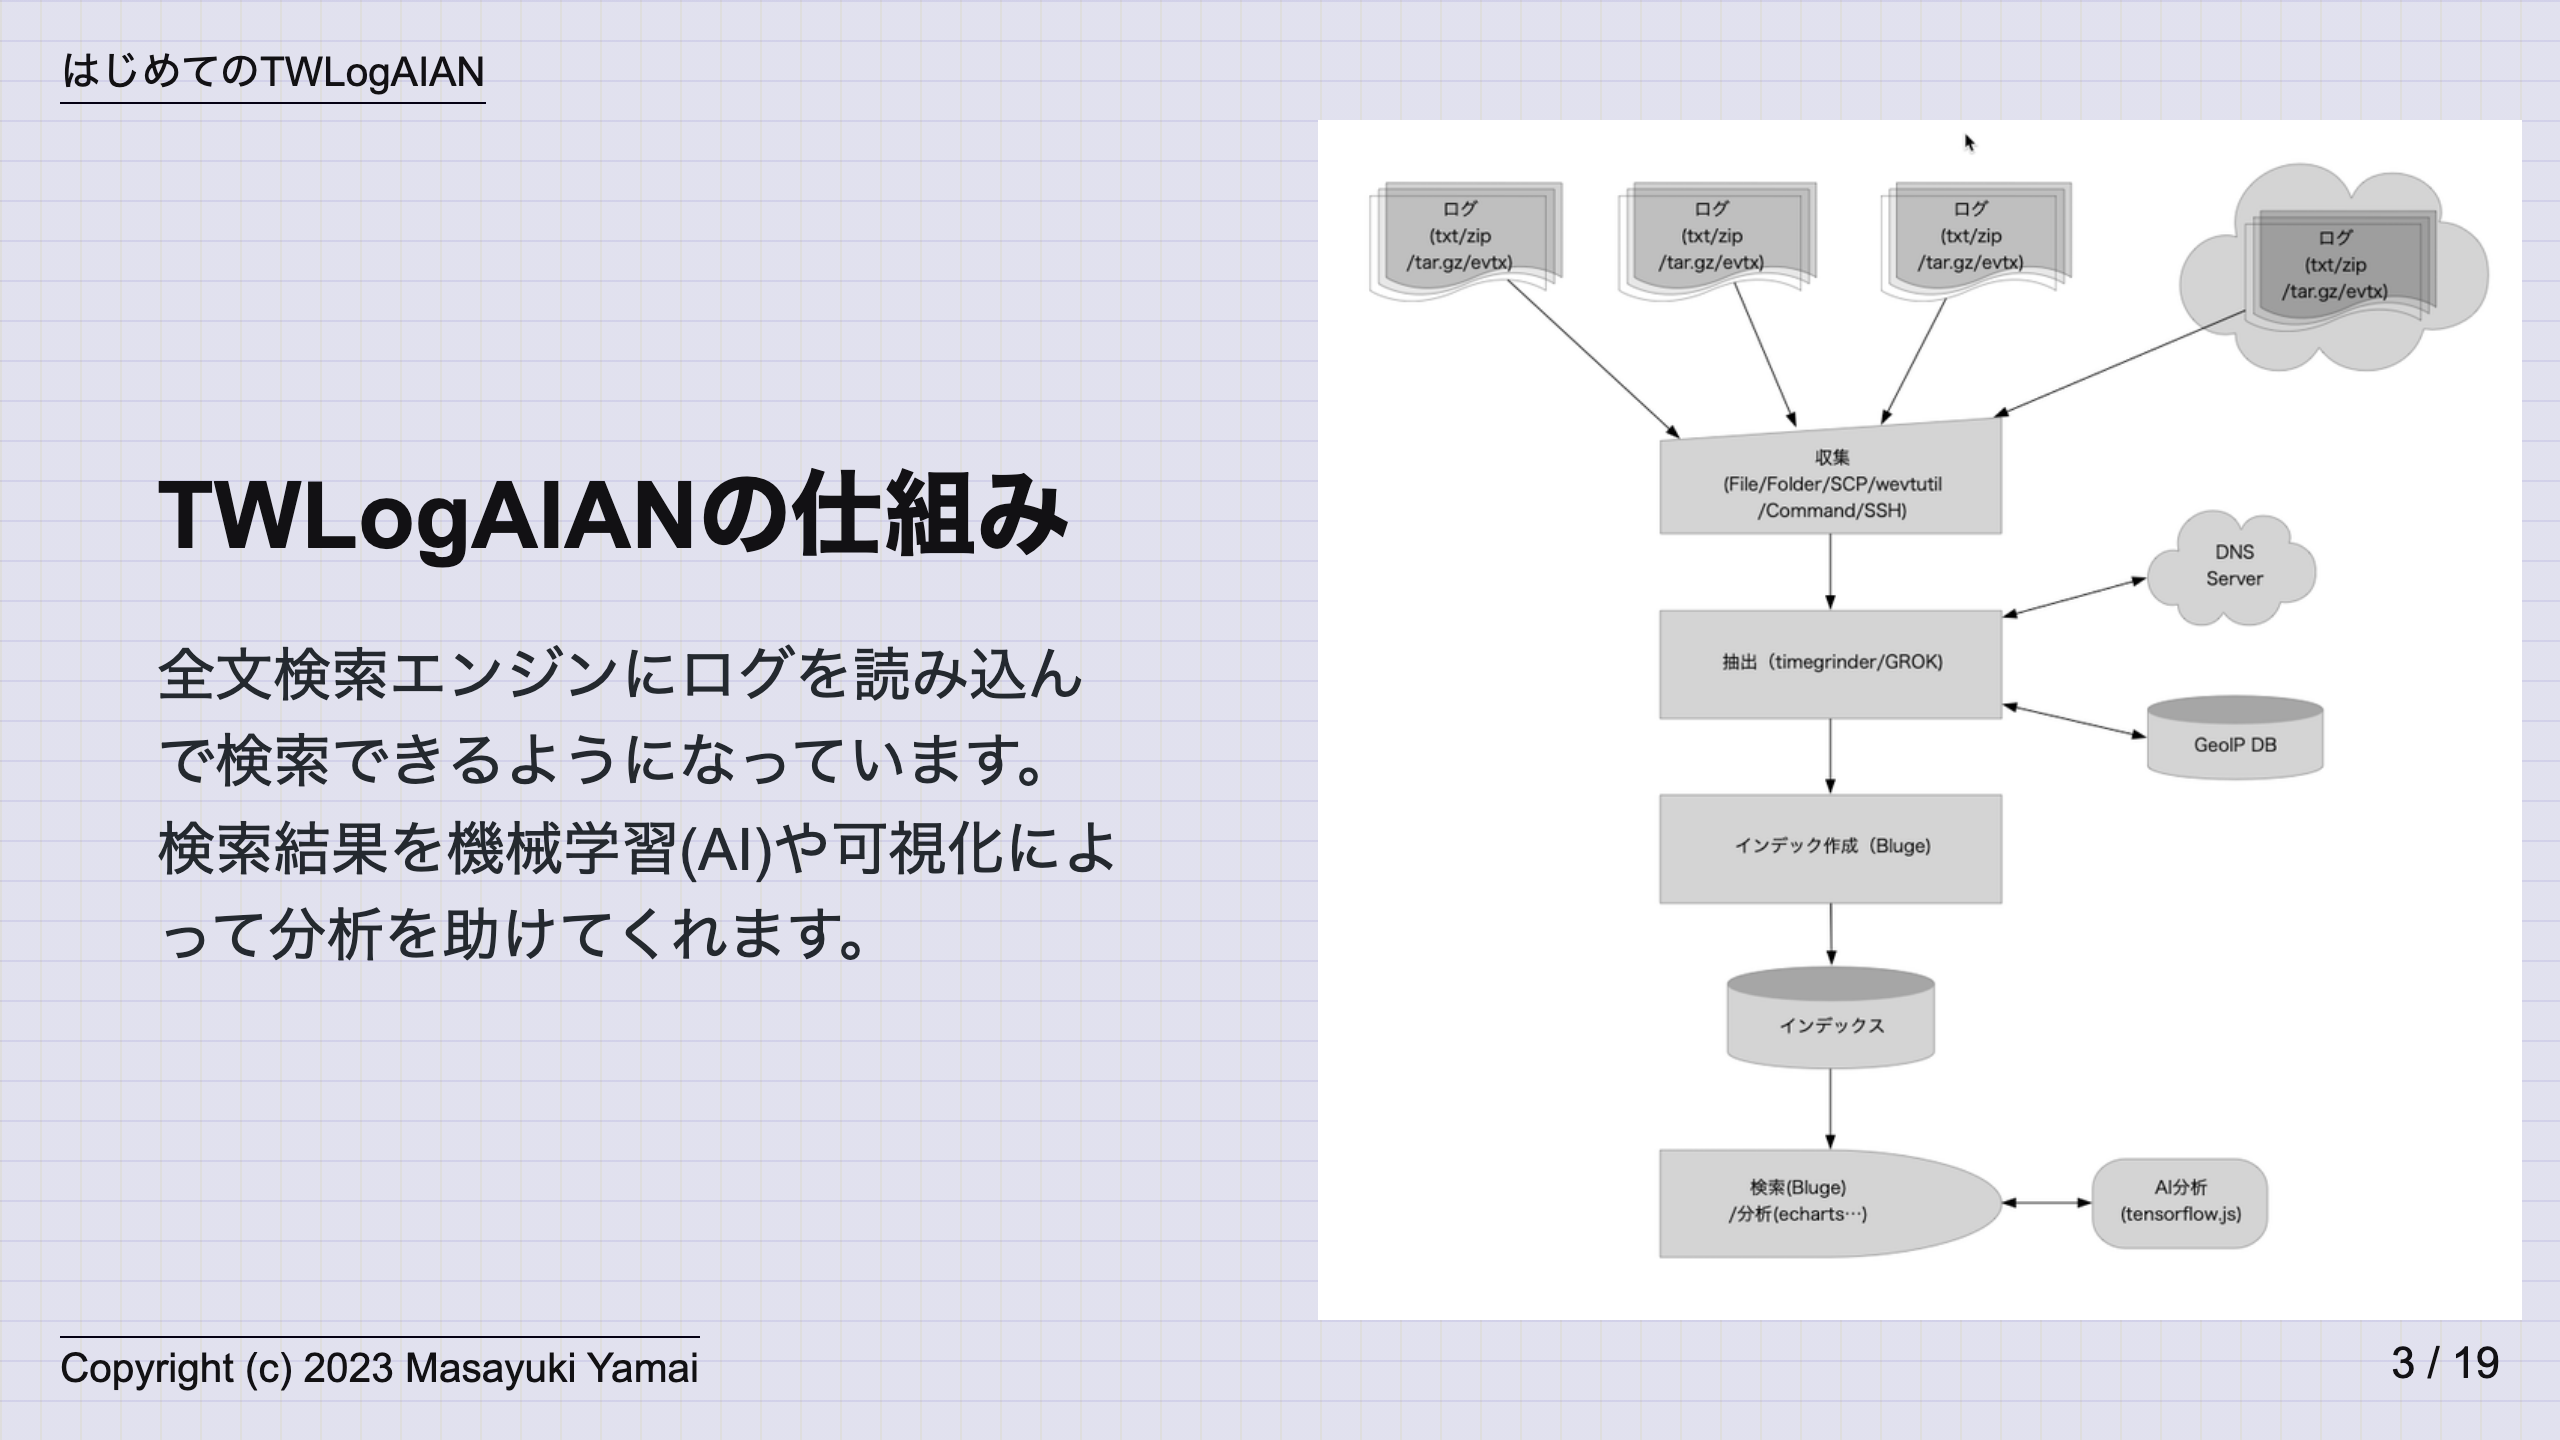 はじめてのTWLogAIAN
TWLogAIANの仕組み
全文検索エンジンにログを読み込ん
で検索できるようになっています。
検索結果を機械学習(AI)や可視化によ
って分析を助けてくれます。
ログ
(txt/zip
/tar.gz/evtx)
ログ
(txt/zip
/tar.gz/evtx)
ログ
(txt/zip
/tar.gz/evtx)
ログ
(txt/zip
/tar.gz/evtx)
収集
(File/Folder/SCP/wevtutil
/Command/SSH)
DNS
Server
抽出（timegrinder/GROK)
GeoIP DB
インデック作成（Bluge)
インデックス
検索(Bluge)
/分析(echarts…)
AI分析
(tensorflow.js)
Copyright (c) 2023 Masayuki Yamai
3 / 19